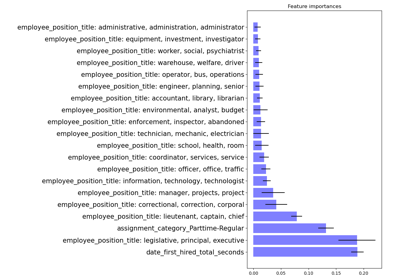 Feature importances
employee_position_title: administrative, administration, administrator
employee_position_title: equipment, investment, investigator
employee_position_title: worker, social, psychiatrist
employee_position_title: warehouse, welfare, driver
employee_position_title: operator, bus, operations
employee_position_title: engineer, planning, senior
employee_position_title: accountant, library, librarian
employee_position_title: environmental, analyst, budget
employee_position_title: enforcement, inspector, abandoned
employee_position_title: technician, mechanic, electrician
employee_position_title: school, health, room
employee_position_title: coordinator, services, service
employee_position_title: officer, office, traffic
employee_position_title: information, technology, technologist
employee_position_title: manager, projects, project
employee_position_title: correctional, correction, corporal
employee_position_title: lieutenant, captain, chief
assignment_category_Parttime-Regular
employee_position_title: legislative, principal, executive
date_first_hired_total_seconds
0.00 0.05 0.10 0.15 0.20